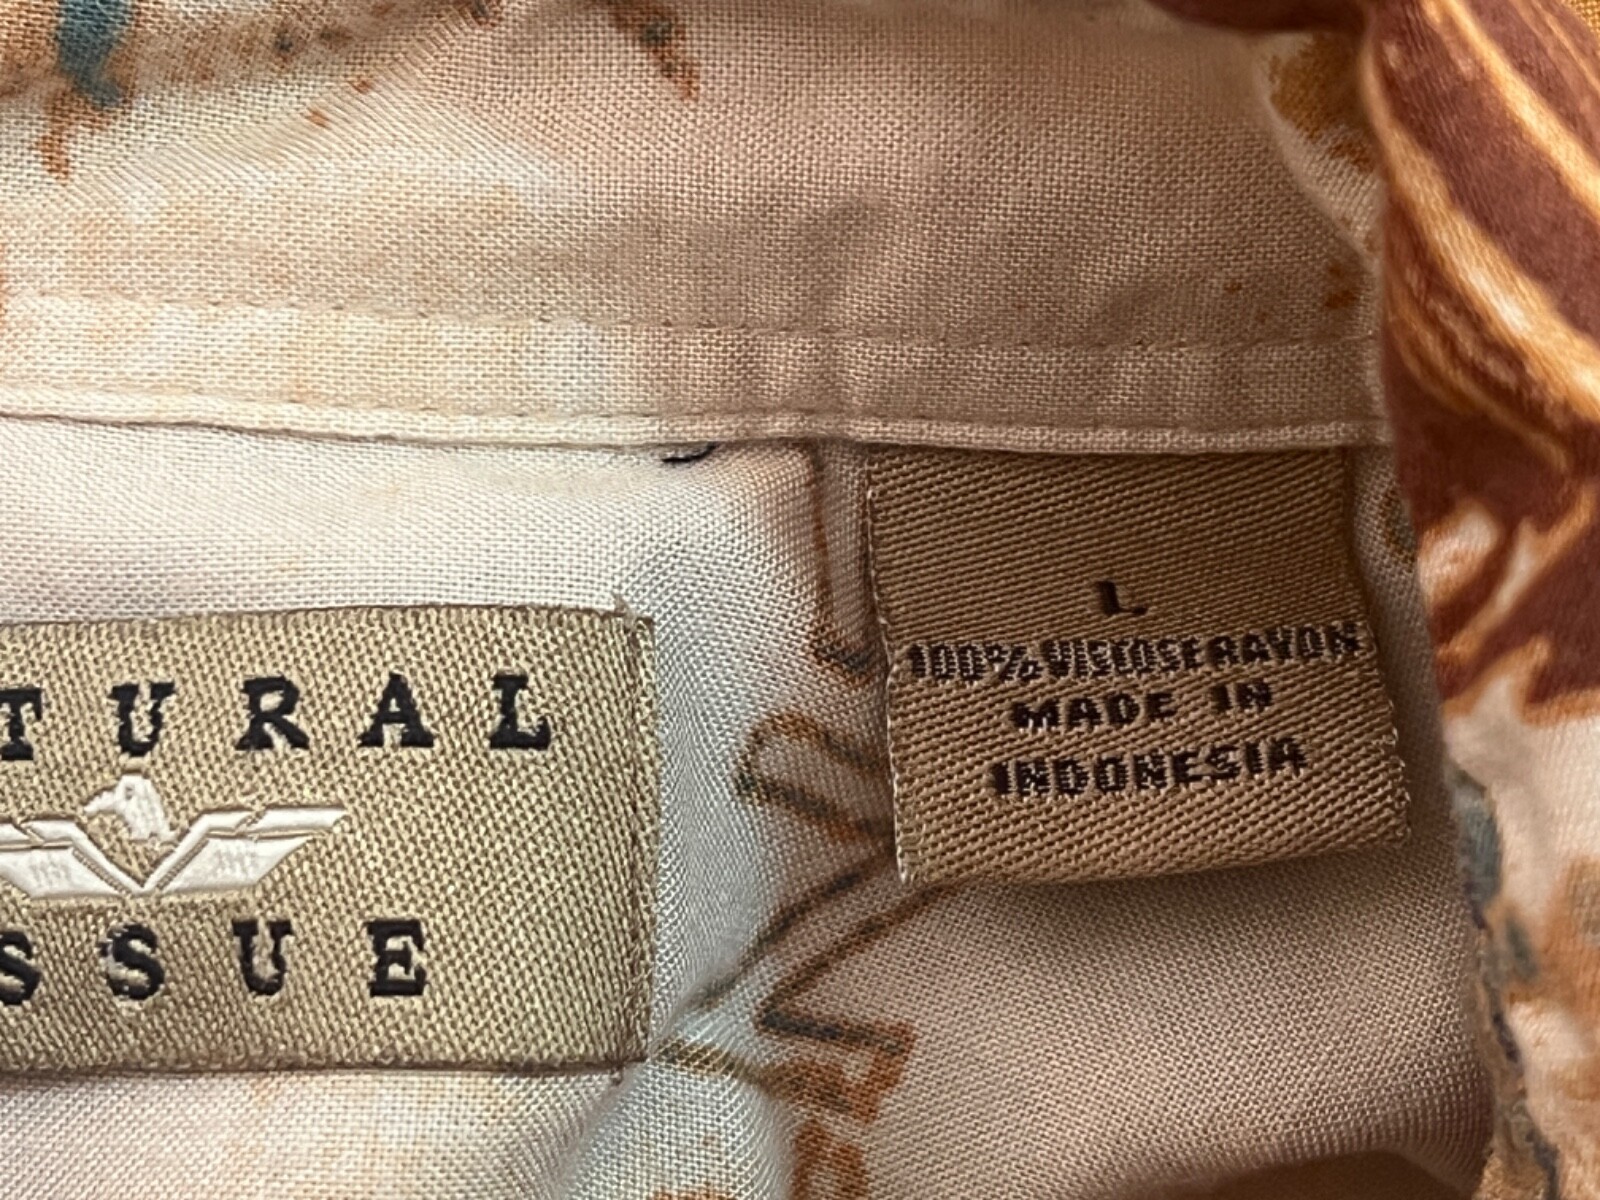 TURAL
SSUE
L
100% VISCOSE RAYON
MADE IN
INDONESIA